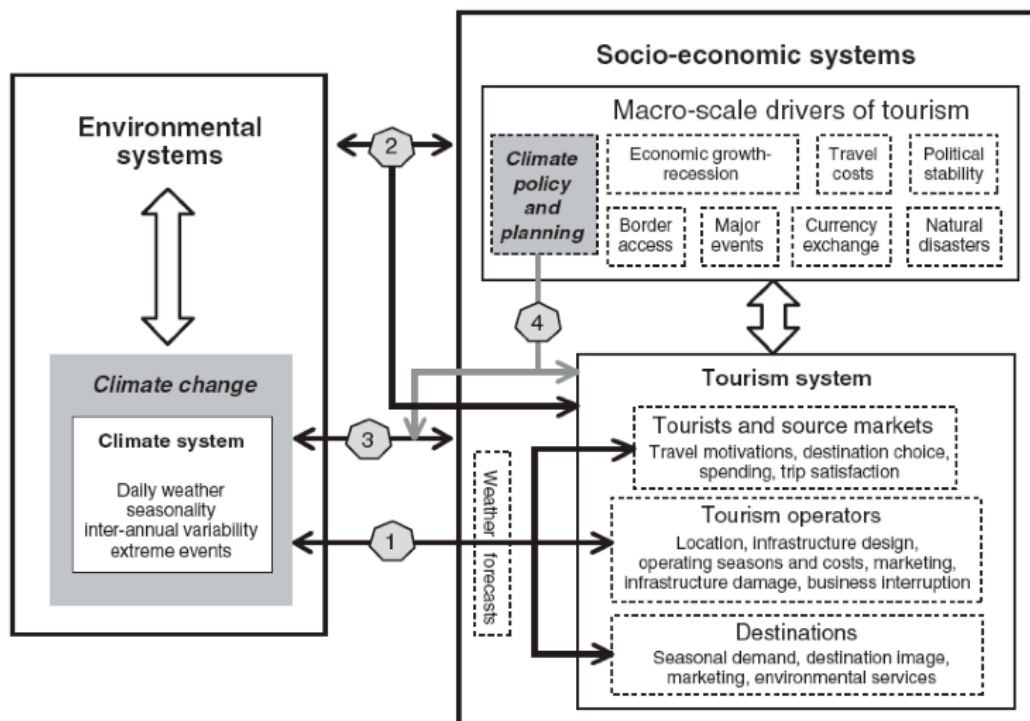 Environmental
systems
Climate change
Climate system
Daily weather
seasonality
inter-annual variability
extreme events
2
3
1
4
Socio-economic systems
Macro-scale drivers of tourism
Climate
policy
and
planning
Economic growth-
recession
Travel
costs
Political
stability
Border
access
Major
events
Currency
exchange
Natural
disasters
Weather forecasts
Tourism system
Tourists and source markets
Travel motivations, destination choice,
spending, trip satisfaction
Tourism operators
Location, infrastructure design,
operating seasons and costs, marketing,
infrastructure damage, business interruption
Destinations
Seasonal demand, destination image,
marketing, environmental services